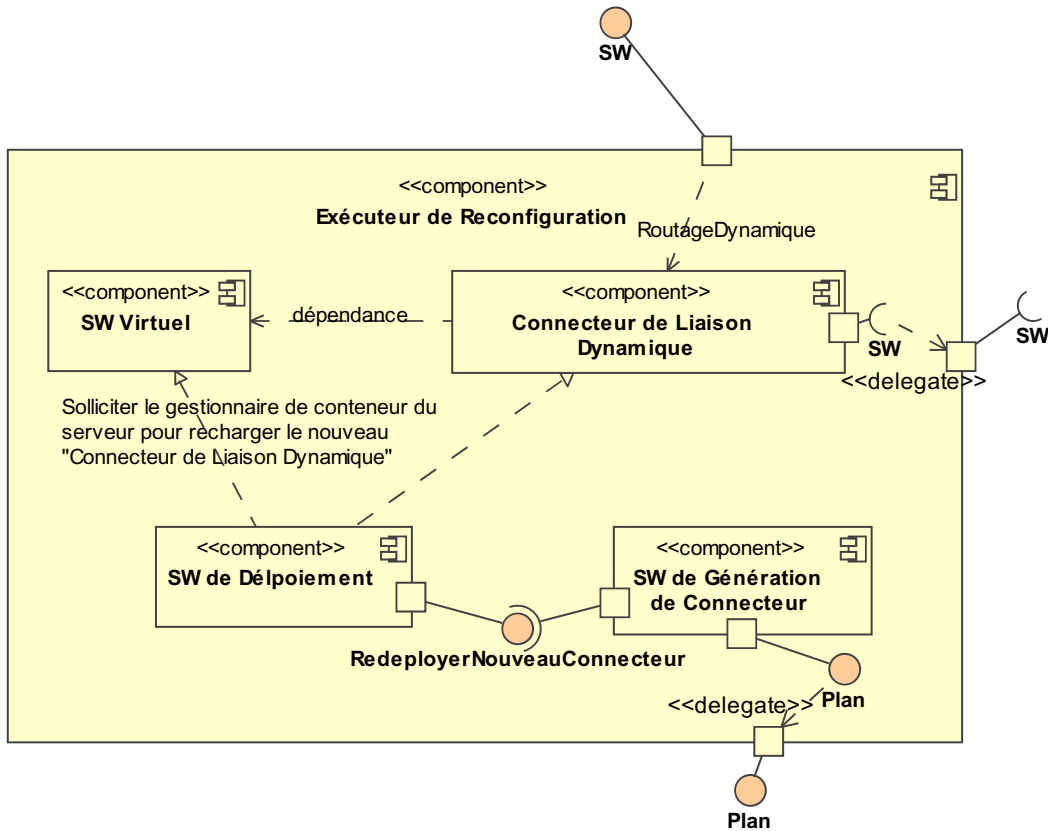 SW
<<component>>
Exécuteur de Reconfiguration
RoutageDynamique
<<component>>
SW Virtuel
dépendance
<<component>>
Connecteur de Liaison
Dynamique
SW
SW
<<delegate>>
Solliciter le gestionnaire de conteneur du
serveur pour recharger le nouveau
"Connecteur de Liaison Dynamique"
<<component>>
SW de Délpoiement
<<component>>
SW de Génération
de Connecteur
RedeployerNouveauConnecteur
Plan
<<delegate>>
Plan